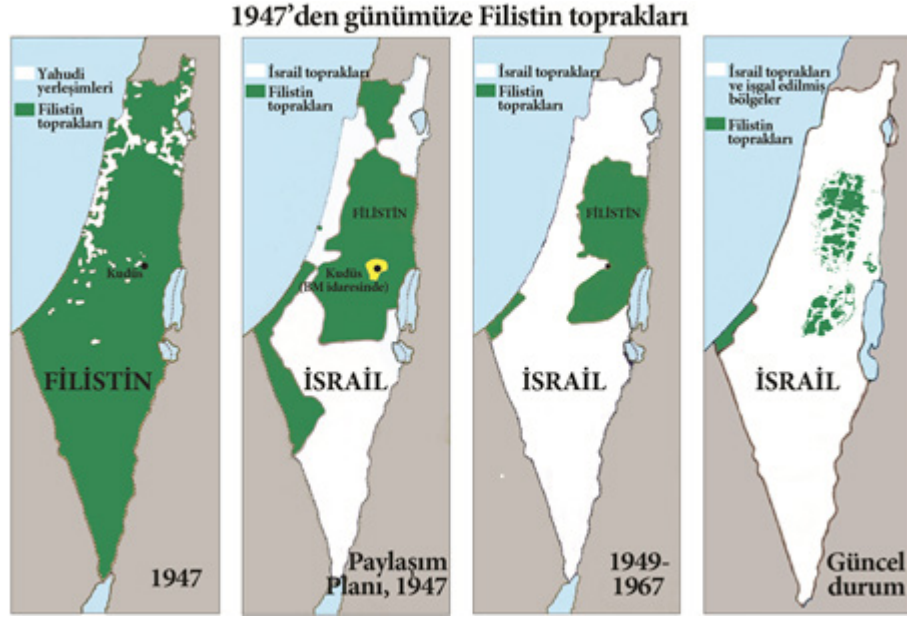 1947’den günümüze Filistin toprakları
Yahudi
yerleşimleri
Filistin
toprakları
Kudüs
FİLİSTİN
1947
İsrail toprakları
Filistin
toprakları
FİLİSTİN
Kudüs
(BM idaresinde)
İSRAİL
Paylaşım
Planı, 1947
İsrail toprakları
Filistin
toprakları
FİLİSTİN
İSRAİL
1949-
1967
İsrail toprakları
ve işgal edilmiş
bölgeler
Filistin
toprakları
İSRAİL
Güncel
durum